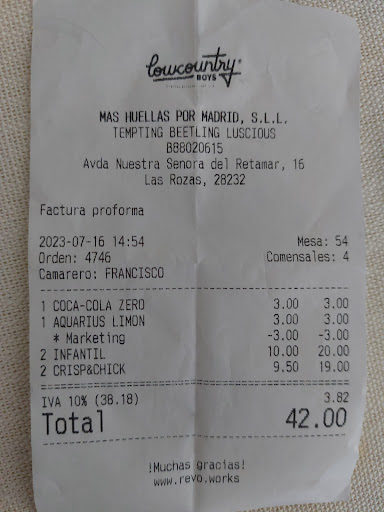 lowcountry
BOYS
MAS HUELLAS POR MADRID, S.L.L.
TEMPTING BEETLING LUSCIOUS
B88020615
Avda Nuestra Senora del Retamar, 16
Las Rozas, 28232
Factura proforma
2023-07-16 14:54 Mesa: 54
Orden: 4746 Comensales: 4
Camarero: FRANCISCO
1 COCA-COLA ZERO 3.00 3.00
1 AQUARIUS LIMON 3.00 3.00
* Marketing -3.00 -3.00
2 INFANTIL 10.00 20.00
2 CRISP&CHICK 9.50 19.00
IVA 10% (38.18) 3.82
Total 42.00
¡Muchas gracias!
www.revo.works